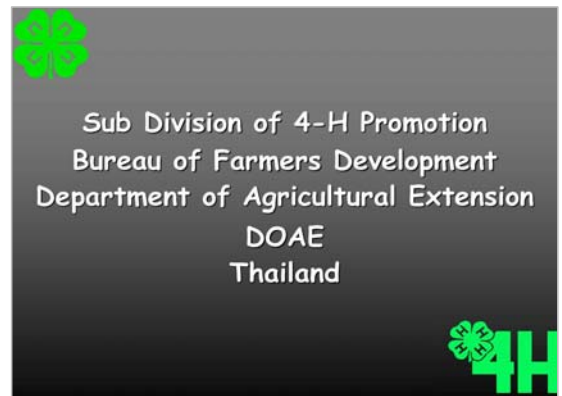 Sub Division of 4-H Promotion
Bureau of Farmers Development
Department of Agricultural Extension
DOAE
Thailand
H H H H 4H